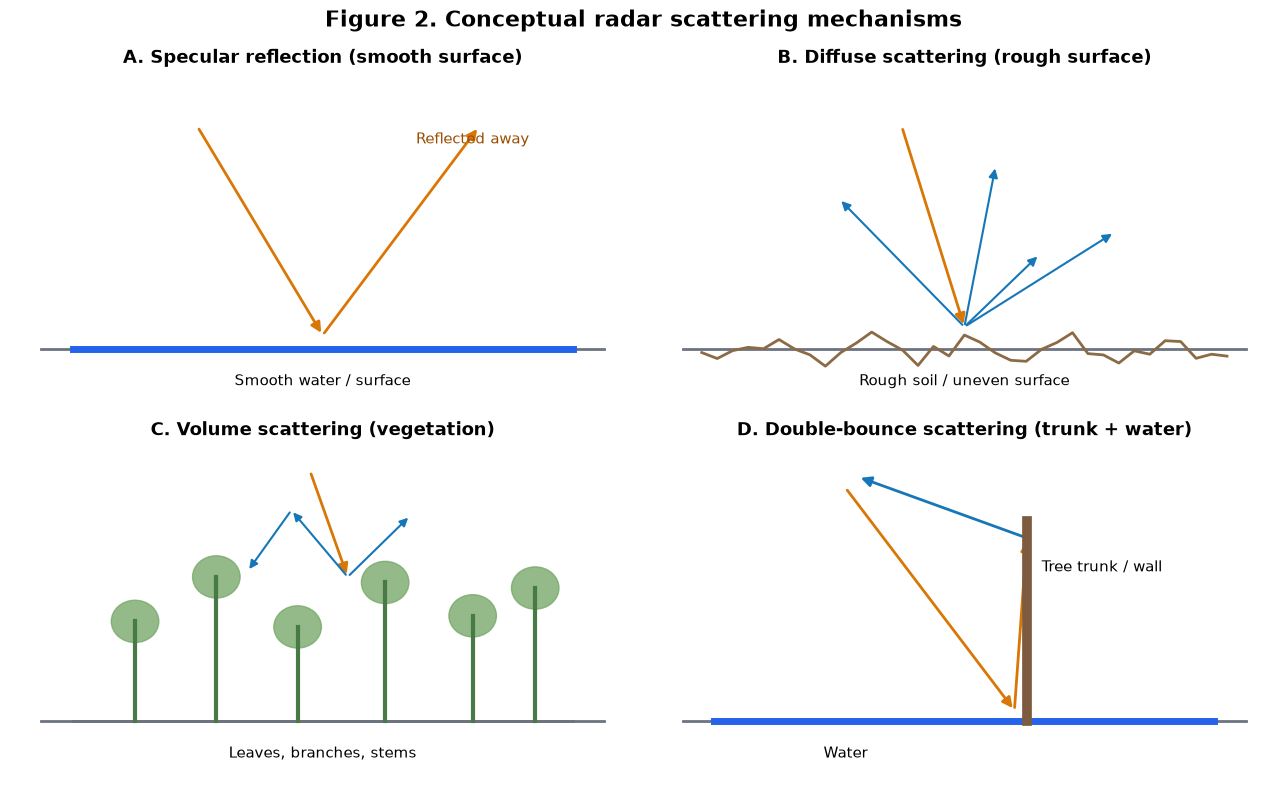 Figure 2. Conceptual radar scattering mechanisms
A. Specular reflection (smooth surface)
Reflected away
Smooth water / surface
B. Diffuse scattering (rough surface)
Rough soil / uneven surface
C. Volume scattering (vegetation)
Leaves, branches, stems
D. Double-bounce scattering (trunk + water)
Tree trunk / wall
Water